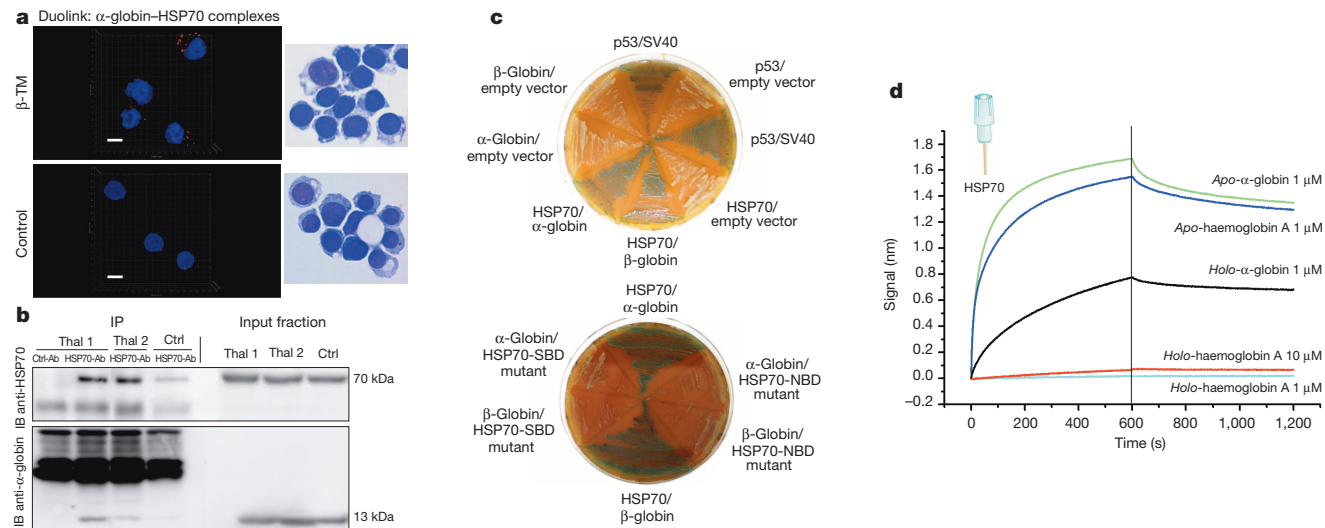 a
Duolink: α-globin–HSP70 complexes
β-TM
Control
b
IP
Input fraction
Thal 1
Thal 2
Ctrl
Ctrl-Ab
HSP70-Ab
HSP70-Ab
HSP70-Ab
Thal 1
Thal 2
Ctrl
IB anti-HSP70
70 kDa
IB anti-α-globin
13 kDa
c
p53/SV40
β-Globin/
empty vector
p53/
empty vector
α-Globin/
empty vector
p53/SV40
HSP70/
α-globin
HSP70/
empty vector
HSP70/
β-globin
HSP70/
α-globin
α-Globin/
HSP70-SBD
mutant
α-Globin/
HSP70-NBD
mutant
β-Globin/
HSP70-SBD
mutant
β-Globin/
HSP70-NBD
mutant
HSP70/
β-globin
d
HSP70
Signal (nm)
1.8
1.6
1.4
1.2
1.0
0.8
0.6
0.4
0.2
0.0
–0.2
Apo-α-globin 1 μM
Apo-haemoglobin A 1 μM
Holo-α-globin 1 μM
Holo-haemoglobin A 10 μM
Holo-haemoglobin A 1 μM
0
200
400
600
800
1,000
1,200
Time (s)